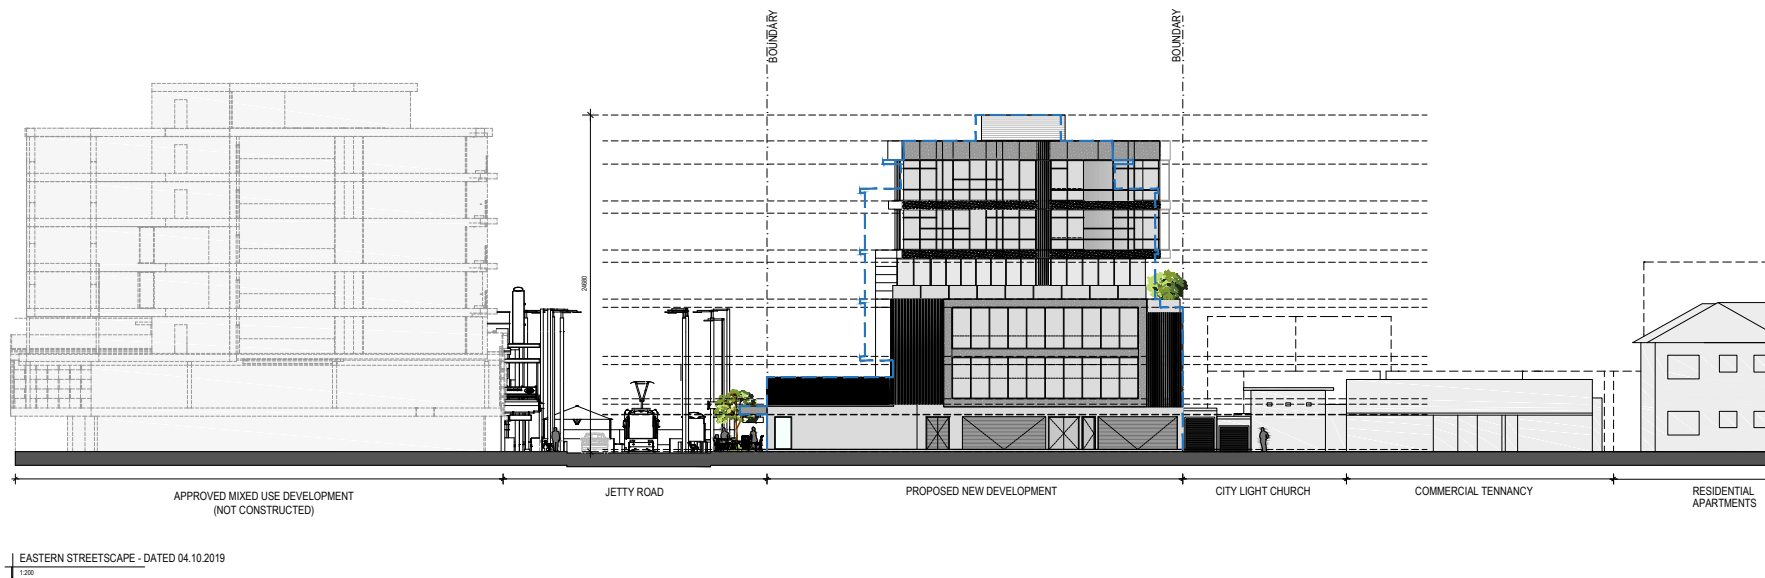 BOUNDARY
BOUNDARY
24680
APPROVED MIXED USE DEVELOPMENT
(NOT CONSTRUCTED)
JETTY ROAD
PROPOSED NEW DEVELOPMENT
CITY LIGHT CHURCH
COMMERCIAL TENNANCY
RESIDENTIAL
APARTMENTS
EASTERN STREETSCAPE - DATED 04.10.2019
1:200